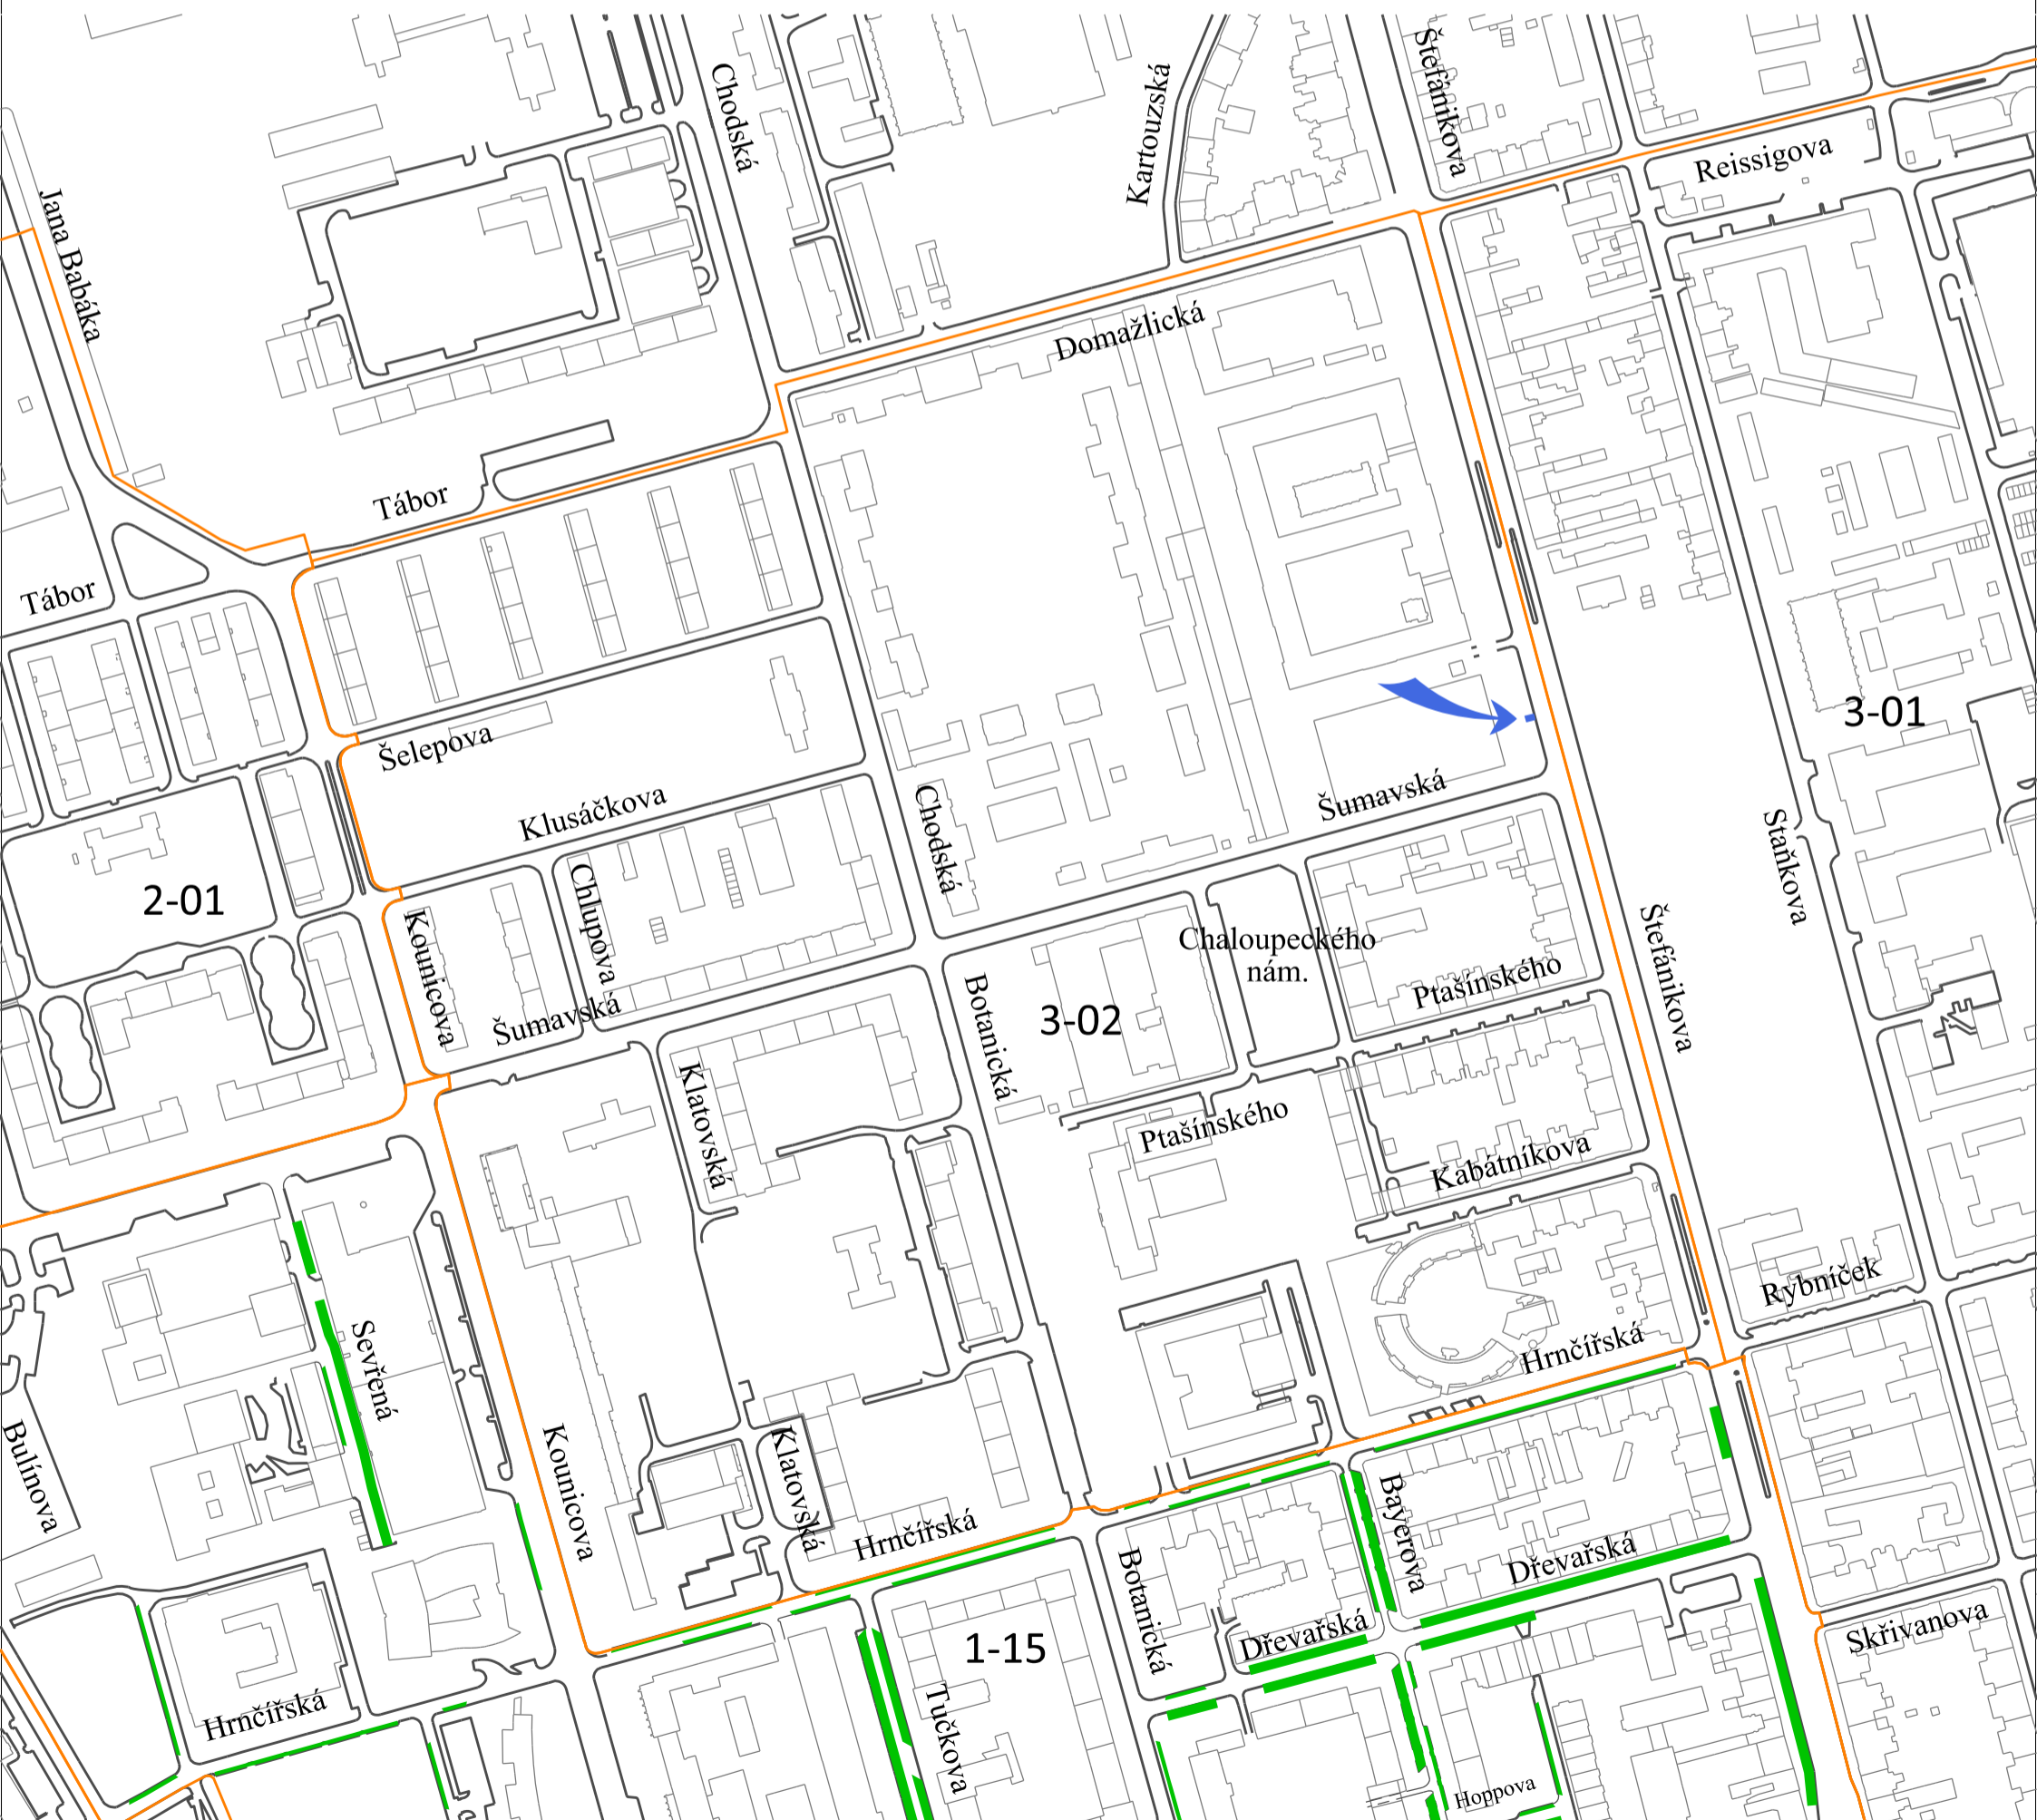 Štefánikova
Chodská
Kartouzská
Reissigova
Jana Babáka
Domažlická
Tábor
Tábor
3-01
Šelepova
Klusáčkova
Šumavská
Chodská
Staňkova
2-01
Chlupova
Kounicova
Štefánikova
Chaloupeckého
nám.
Ptašínského
Botanická
3-02
Šumavská
Klatovská
Ptašínského
Kabátníkova
Rybníček
Sevřená
Hrnčířská
Bulínova
Kounicova
Klatovská
Hrnčířská
Bayerova
Dřevařská
Botanická
Dřevařská
1-15
Skřivanova
Hrnčířská
Tučkova
Hoppova